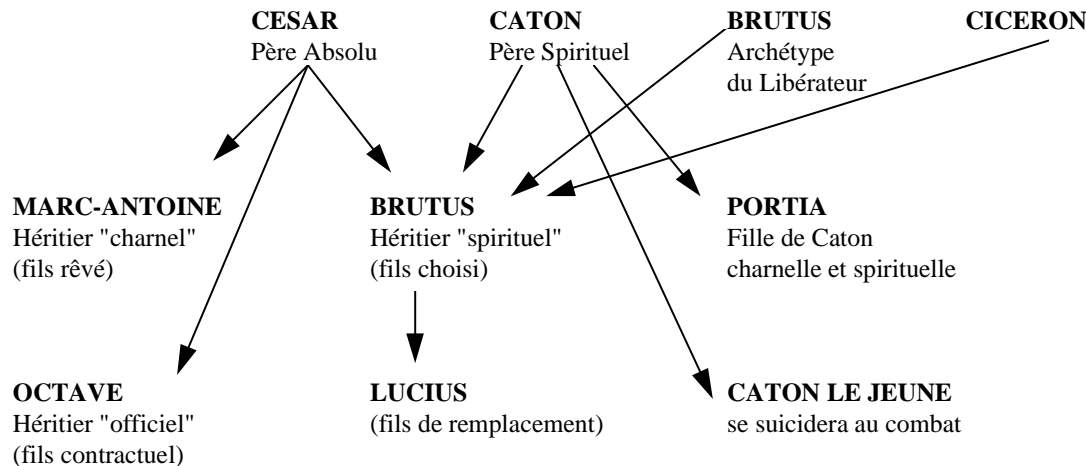 CESAR
Père Absolu
CATON
Père Spirituel
BRUTUS
Archétype
du Libérateur
CICERON
MARC-ANTOINE
Héritier "charnel"
(fils rêvé)
BRUTUS
Héritier "spirituel"
(fils choisi)
PORTIA
Fille de Caton
charnelle et spirituelle
OCTAVE
Héritier "officiel"
(fils contractuel)
LUCIUS
(fils de remplacement)
CATON LE JEUNE
se suicidera au combat